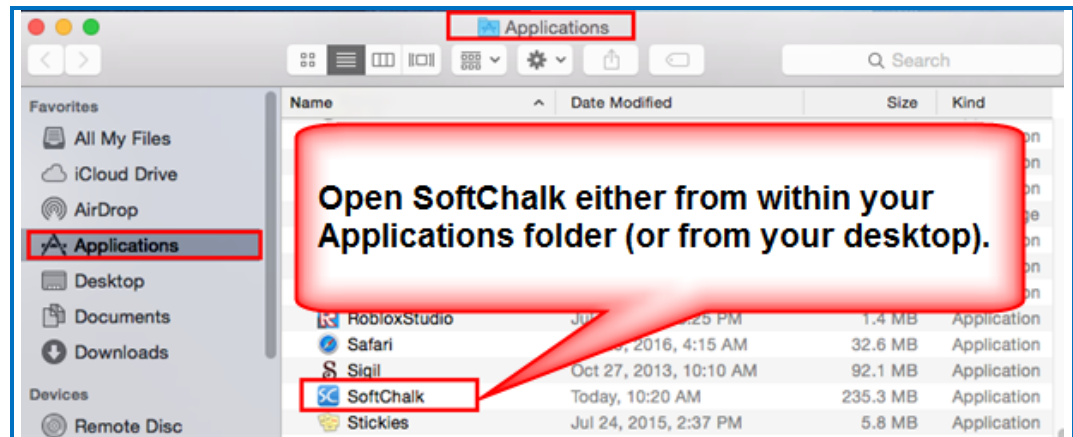 Applications
Search
Favorites
All My Files
iCloud Drive
AirDrop
Applications
Desktop
Documents
Downloads
Devices
Remote Disc
Name Date Modified Size Kind
Open SoftChalk either from within your
Applications folder (or from your desktop).
RobloxStudio PM 1.4 MB Application
Safari 2016, 4:15 AM 32.6 MB Application
Sigil Oct 27, 2013, 10:10 AM 92.1 MB Application
SoftChalk Today, 10:20 AM 235.3 MB Application
Stickies Jul 24, 2015, 2:37 PM 5.8 MB Application